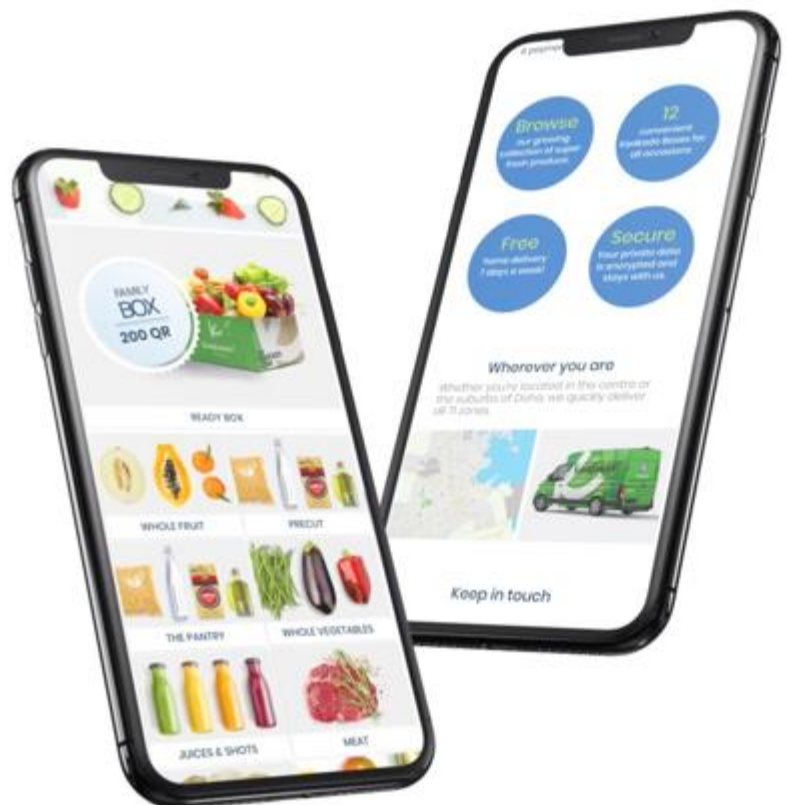 FAMILY
BOX
200 QR
READY BOX
WHOLE FRUIT
PRECUT
THE PANTRY
WHOLE VEGETABLES
JUICES & SHOTS
MEAT
Browse
our growing
collection of super
fresh produce.
12
convenient
boxes for
all occasions
Free
home delivery
7 days a week!
Secure
Your private data
is encrypted and
stays with us.
Wherever you are
Whether you're located in the centre or
the suburbs of Doha, we quickly deliver
all 71 zones.
Keep in touch